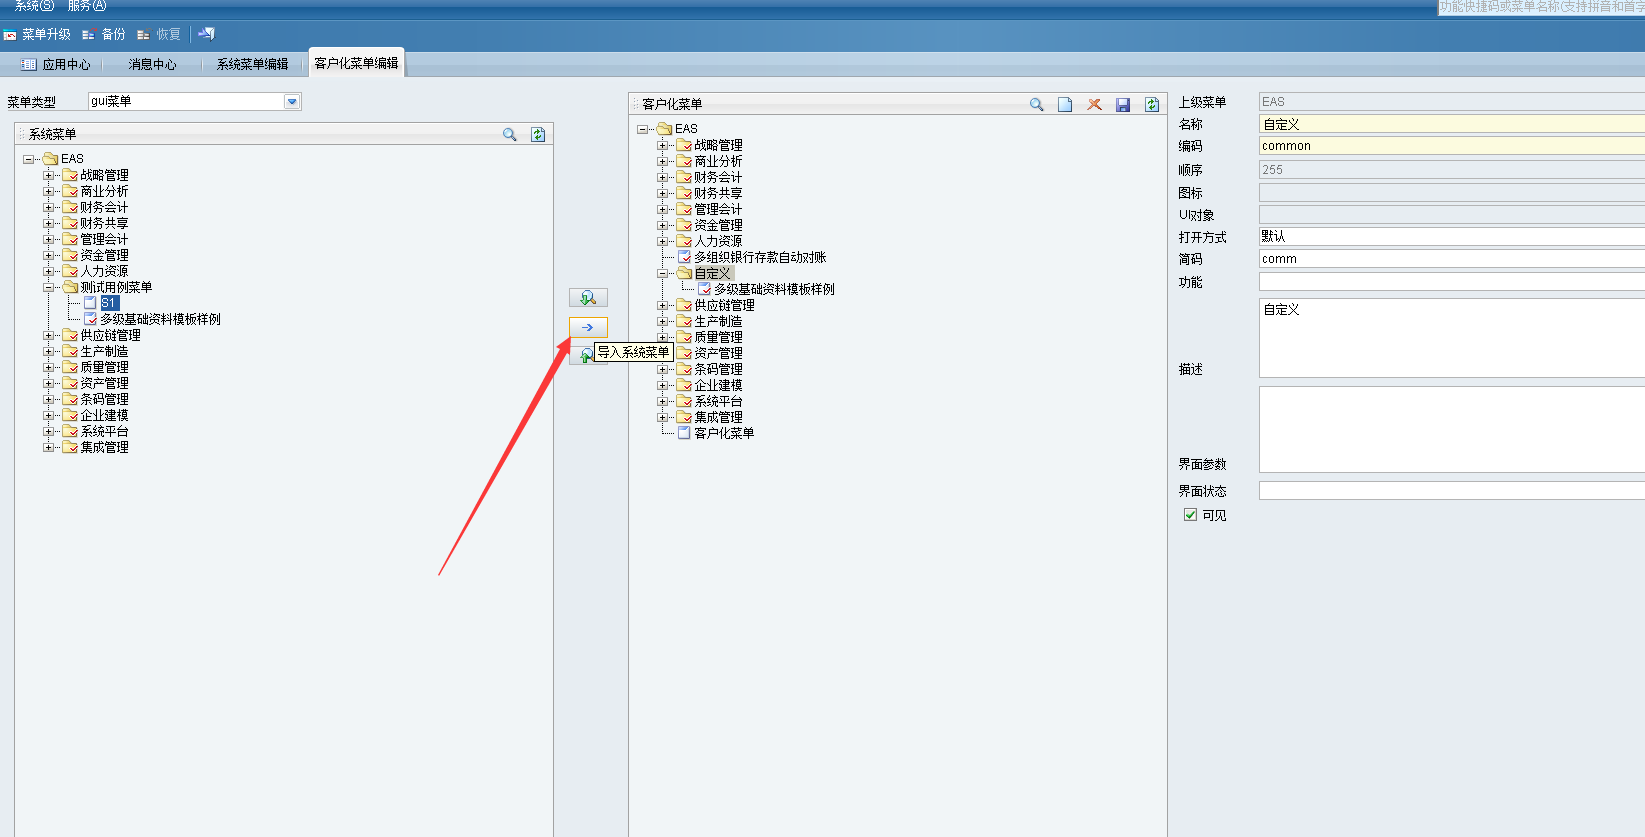 系统(S) 服务(A)
功能快捷码或菜单名称(支持拼音和首字
菜单升级 备份 恢复
应用中心 消息中心 系统菜单编辑 客户化菜单编辑
菜单类型 gui菜单
系统菜单
EAS
战略管理
商业分析
财务会计
财务共享
管理会计
资金管理
人力资源
测试用例菜单
S1
多级基础资料模板样例
供应链管理
生产制造
质量管理
资产管理
条码管理
企业建模
系统平台
集成管理
导入系统菜单
客户化菜单
EAS
战略管理
商业分析
财务会计
财务共享
管理会计
资金管理
人力资源
多组织银行存款自动对账
自定义
多级基础资料模板样例
供应链管理
生产制造
质量管理
资产管理
条码管理
企业建模
系统平台
集成管理
客户化菜单
上级菜单 EAS
名称 自定义
编码 common
顺序 255
图标
UI对象
打开方式 默认
简码 comm
功能
自定义
描述
界面参数
界面状态
可见